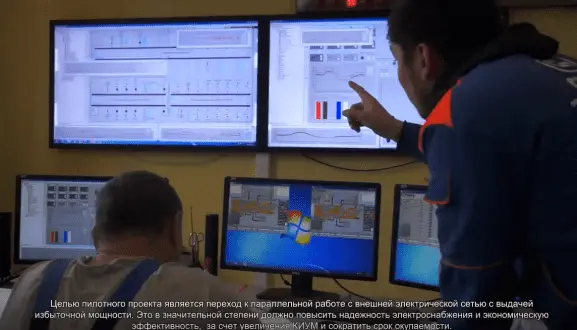 Целью пилотного проекта является переход к параллельной работе с внешней электрической сетью с выдачей
избыточной мощности. Это в значительной степени должно повысить надежность электроснабжения и экономическую
эффективность, за счет увеличения КИУМ и сократить срок окупаемости.